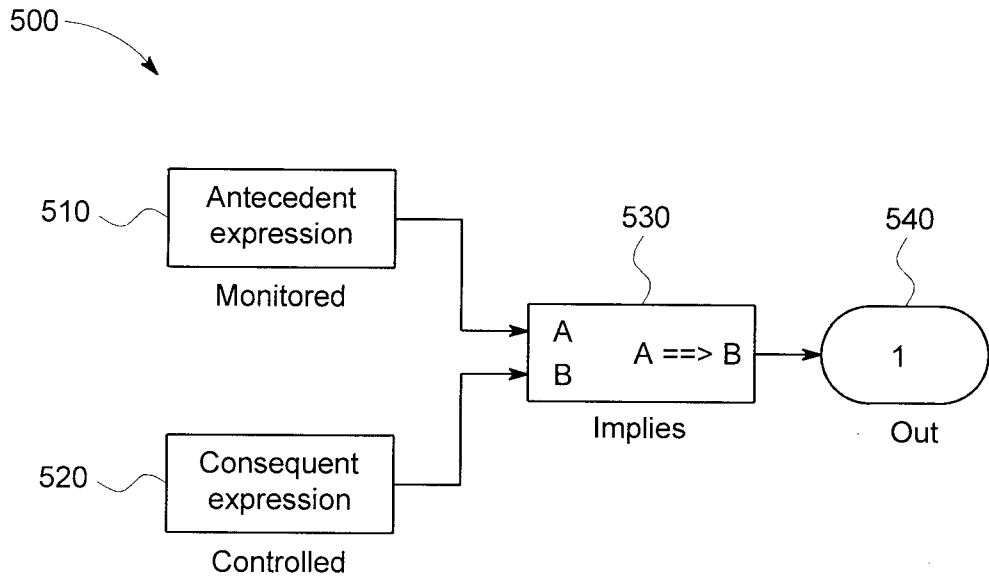 500
510
Antecedent
expression
Monitored
530
540
A
B
A ==> B
1
Implies
Out
520
Consequent
expression
Controlled